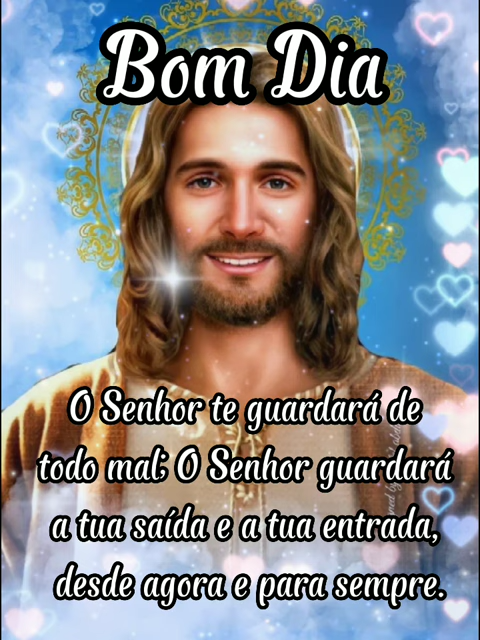 Bom Dia
O Senhor te guardará de
todo mal; O Senhor guardará
a tua saída e a tua entrada,
desde agora e para sempre.